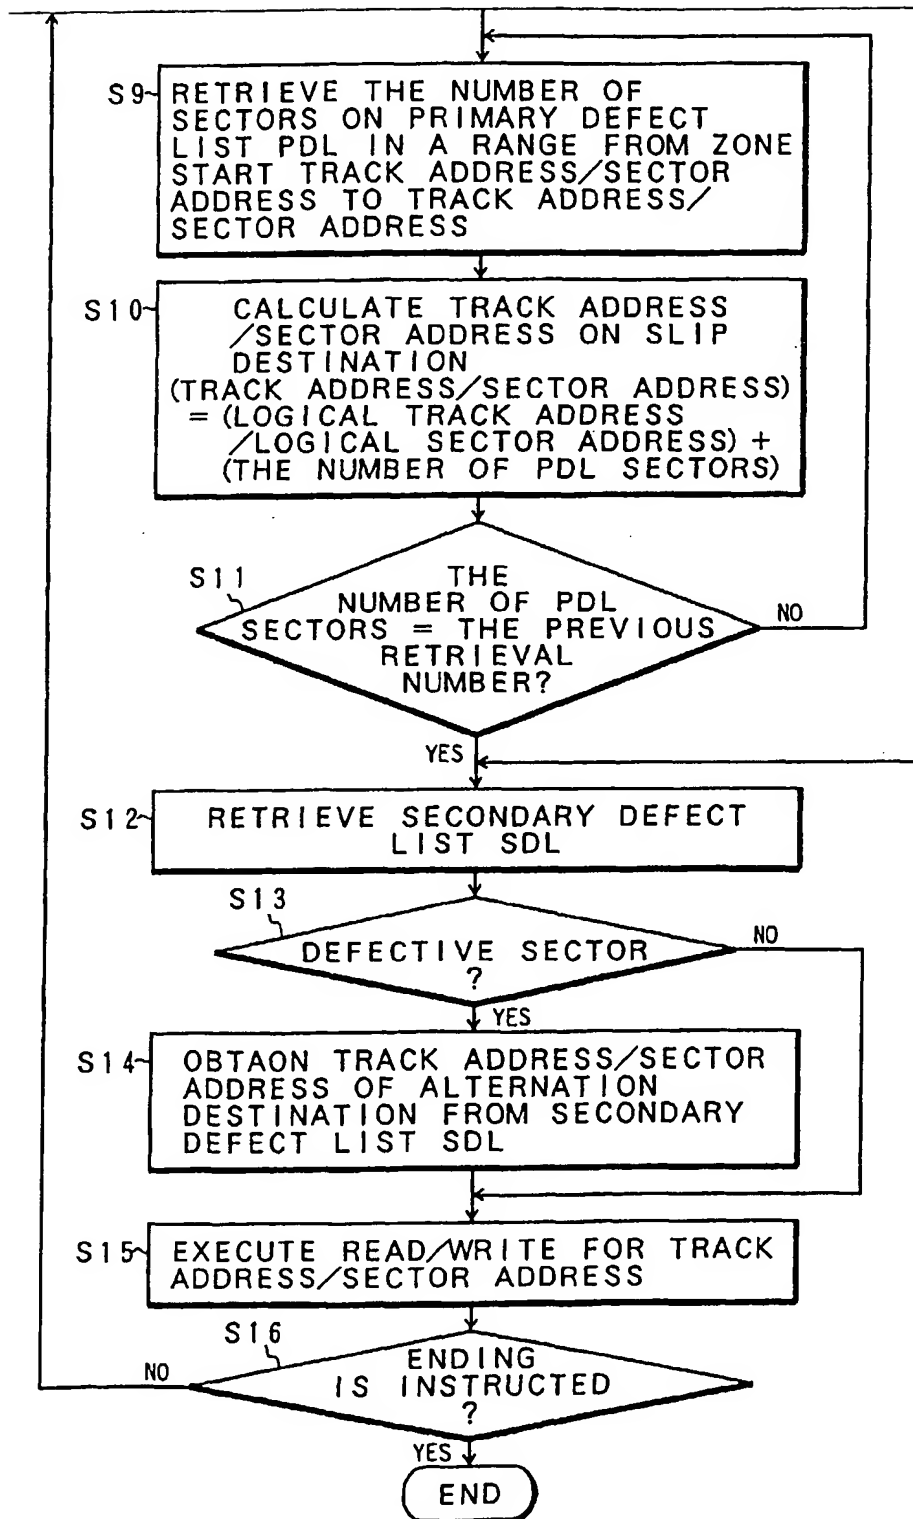 S9
RETRIEVE THE NUMBER OF
SECTORS ON PRIMARY DEFECT
LIST PDL IN A RANGE FROM ZONE
START TRACK ADDRESS/SECTOR
ADDRESS TO TRACK ADDRESS/
SECTOR ADDRESS
S10
CALCULATE TRACK ADDRESS
/SECTOR ADDRESS ON SLIP
DESTINATION
(TRACK ADDRESS/SECTOR ADDRESS)
= (LOGICAL TRACK ADDRESS
/LOGICAL SECTOR ADDRESS) +
(THE NUMBER OF PDL SECTORS)
S11
THE
NUMBER OF PDL
SECTORS = THE PREVIOUS
RETRIEVAL
NUMBER?
NO
YES
S12
RETRIEVE SECONDARY DEFECT
LIST SDL
S13
DEFECTIVE SECTOR
?
NO
YES
S14
OBTAON TRACK ADDRESS/SECTOR
ADDRESS OF ALTERNATION
DESTINATION FROM SECONDARY
DEFECT LIST SDL
S15
EXECUTE READ/WRITE FOR TRACK
ADDRESS/SECTOR ADDRESS
S16
ENDING
IS INSTRUCTED
?
NO
YES
END